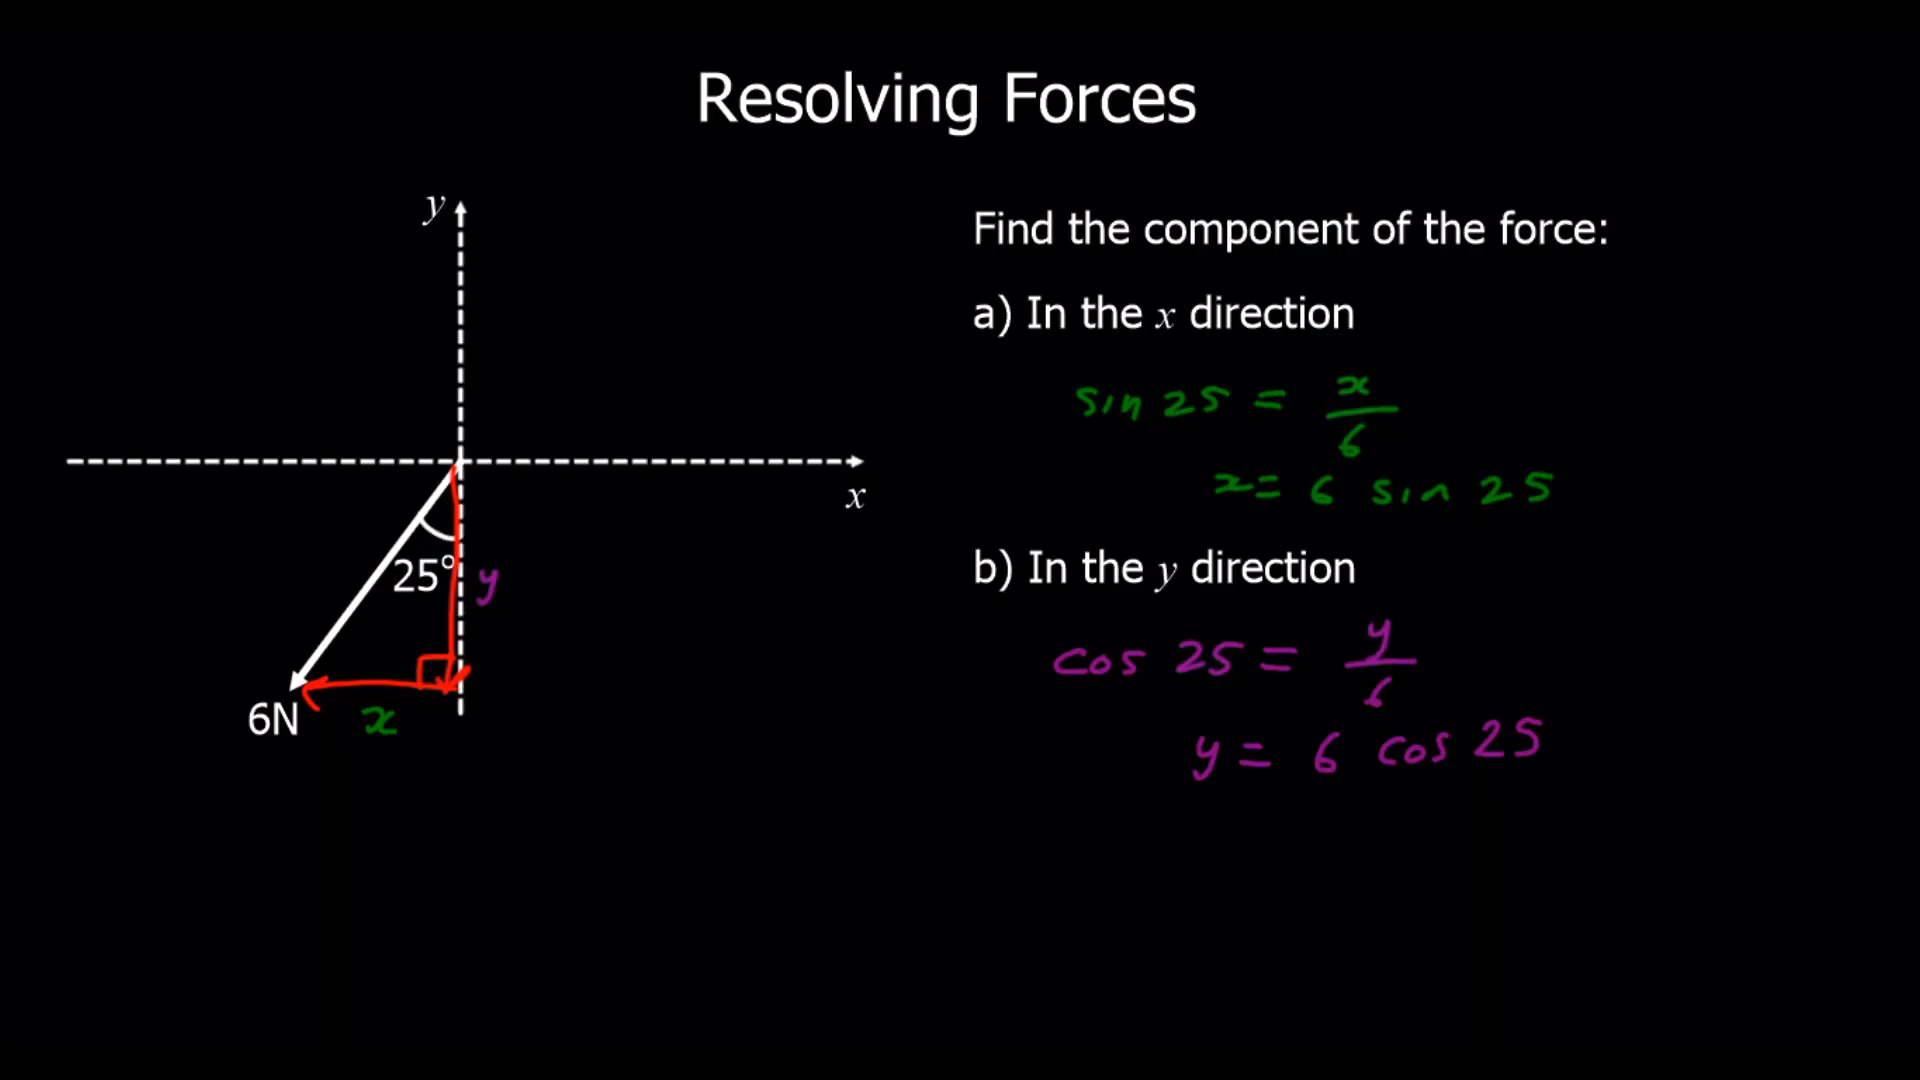 Resolving Forces
y
x
25°
y
6N
x
Find the component of the force:
a) In the x direction
sin 25 = x/6
x = 6 sin 25
b) In the y direction
cos 25 = y/6
y = 6 cos 25